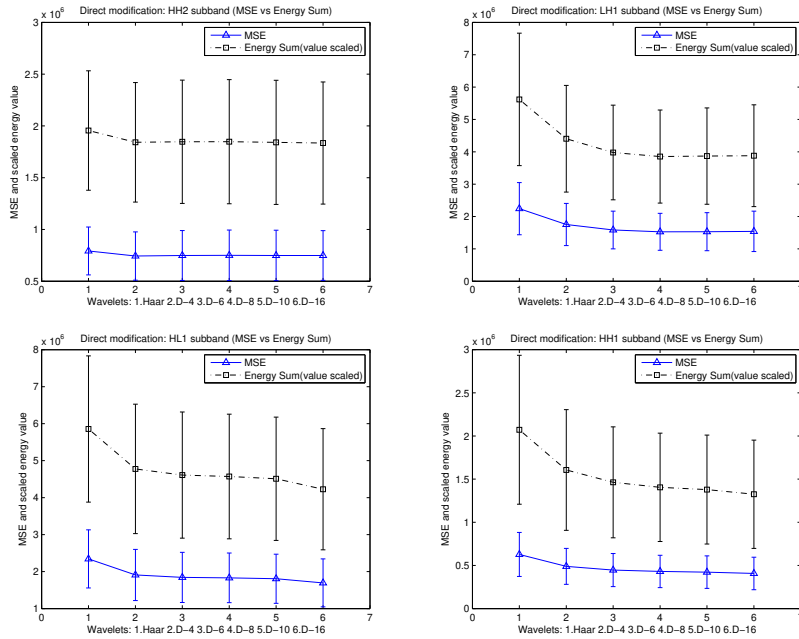 Direct modification: HH2 subband (MSE vs Energy Sum)
x 10^6
MSE
Energy Sum(value scaled)
MSE and scaled energy value
3
2.5
2
1.5
1
0.5
0 1 2 3 4 5 6 7
Wavelets: 1.Haar 2.D−4 3.D−6 4.D−8 5.D−10 6.D−16
Direct modification: LH1 subband (MSE vs Energy Sum)
x 10^6
MSE
Energy Sum(value scaled)
MSE and scaled energy value
8
7
6
5
4
3
2
1
0
0 1 2 3 4 5 6 7
Wavelets: 1.Haar 2.D−4 3.D−6 4.D−8 5.D−10 6.D−16
Direct modification: HL1 subband (MSE vs Energy Sum)
x 10^6
MSE
Energy Sum(value scaled)
MSE and scaled energy value
8
7
6
5
4
3
2
1
0 1 2 3 4 5 6 7
Wavelets: 1.Haar 2.D−4 3.D−6 4.D−8 5.D−10 6.D−16
Direct modification: HH1 subband (MSE vs Energy Sum)
x 10^6
MSE
Energy Sum(value scaled)
MSE and scaled energy value
3
2.5
2
1.5
1
0.5
0
0 1 2 3 4 5 6 7
Wavelets: 1.Haar 2.D−4 3.D−6 4.D−8 5.D−10 6.D−16